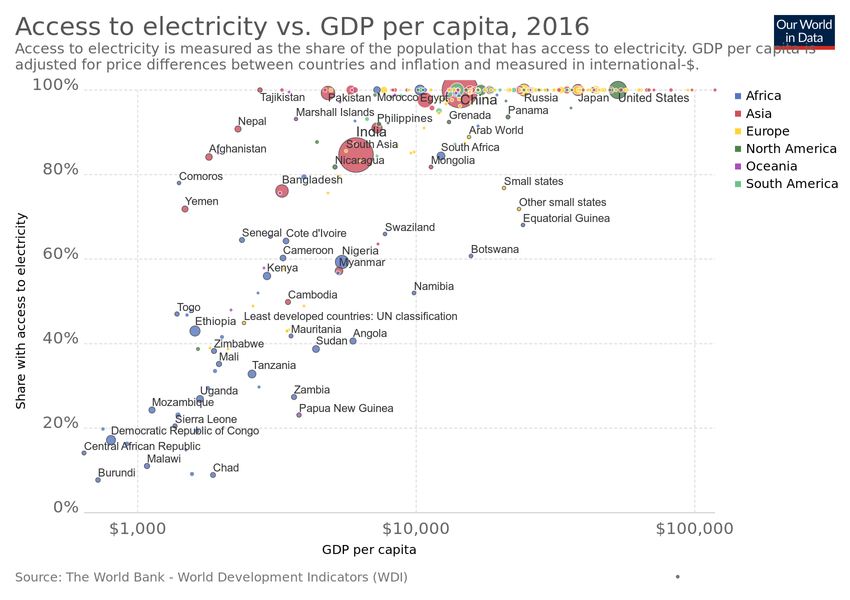 Access to electricity vs. GDP per capita, 2016
Our World
in Data
Access to electricity is measured as the share of the population that has access to electricity. GDP per capita is
adjusted for price differences between countries and inflation and measured in international-$.
100%
Tajikistan
Pakistan
Morocco
Egypt
China
Russia
Japan
United States
Africa
Asia
Europe
North America
Oceania
South America
Marshall Islands
Philippines
Grenada
Panama
Nepal
India
Arab World
South Asia
South Africa
Afghanistan
Nicaragua
Mongolia
80%
Comoros
Bangladesh
Small states
Yemen
Other small states
Equatorial Guinea
Senegal
Cote d'Ivoire
Swaziland
60%
Cameroon
Nigeria
Botswana
Kenya
Myanmar
Namibia
Cambodia
Togo
Least developed countries: UN classification
Ethiopia
Mauritania
Angola
40%
Zimbabwe
Sudan
Mali
Tanzania
Uganda
Zambia
Mozambique
Papua New Guinea
20%
Sierra Leone
Democratic Republic of Congo
Central African Republic
Malawi
Chad
Burundi
0%
Share with access to electricity
$1,000
$10,000
$100,000
GDP per capita
Source: The World Bank - World Development Indicators (WDI)